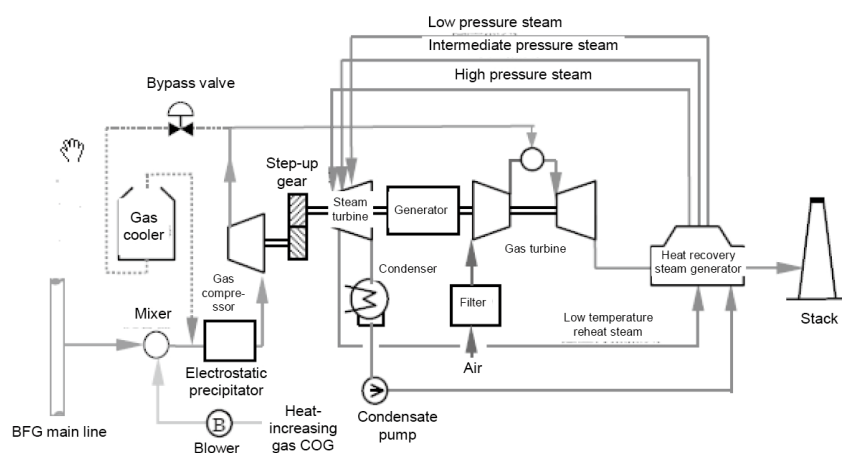 Low pressure steam
Intermediate pressure steam
High pressure steam
Bypass valve
Step-up
gear
Steam
turbine
Generator
Gas
cooler
Gas turbine
Heat recovery
steam generator
Condenser
Gas
compre-
ssor
Filter
Mixer
Low temperature
reheat steam
Stack
Electrostatic
precipitator
Air
B
Heat-
increasing
gas COG
Condensate
pump
BFG main line
Blower